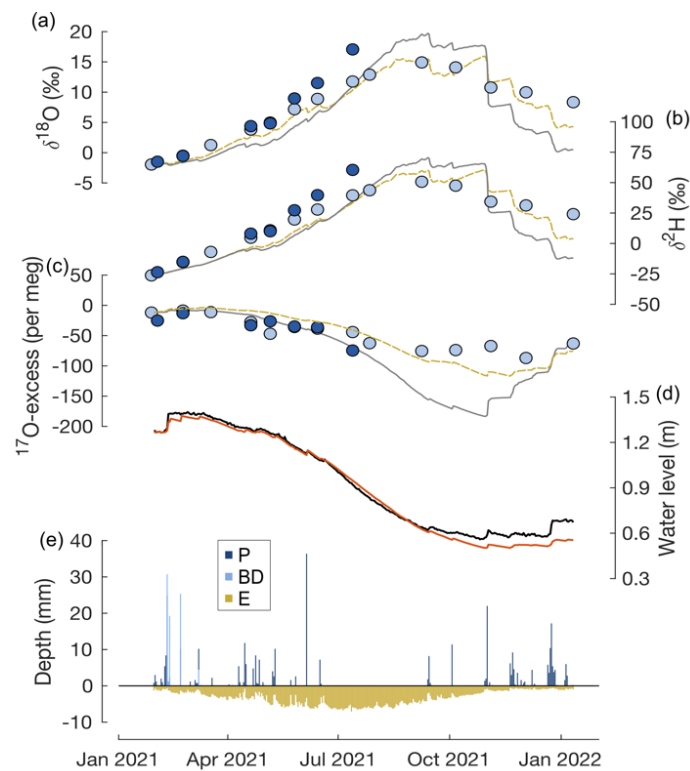 (a)
δ¹⁸O (‰)
20
15
10
5
0
-5
(b)
δ²H (‰)
100
75
50
25
0
-25
-50
(c)
¹⁷O-excess (per meg)
50
0
-50
-100
-150
-200
(d)
Water level (m)
1.5
1.2
0.9
0.6
0.3
(e)
Depth (mm)
40
30
20
10
0
-10
P
BD
E
Jan 2021 Apr 2021 Jul 2021 Oct 2021 Jan 2022